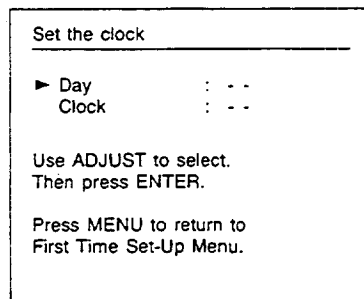 Set the clock
► Day : - -
Clock : - -
Use ADJUST to select.
Then press ENTER.
Press MENU to return to
First Time Set-Up Menu.